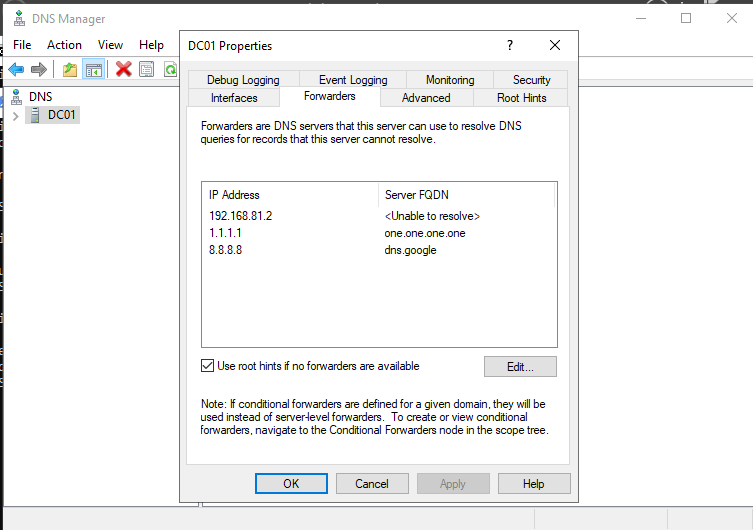 DNS Manager
File Action View Help
DNS
DC01
DC01 Properties
?
Debug Logging Event Logging Monitoring Security
Interfaces Forwarders Advanced Root Hints
Forwarders are DNS servers that this server can use to resolve DNS
queries for records that this server cannot resolve.
IP Address Server FQDN
192.168.81.2 <Unable to resolve>
1.1.1.1 one.one.one.one
8.8.8.8 dns.google
Use root hints if no forwarders are available
Edit...
Note: If conditional forwarders are defined for a given domain, they will be
used instead of server-level forwarders. To create or view conditional
forwarders, navigate to the Conditional Forwarders node in the scope tree.
OK Cancel Apply Help